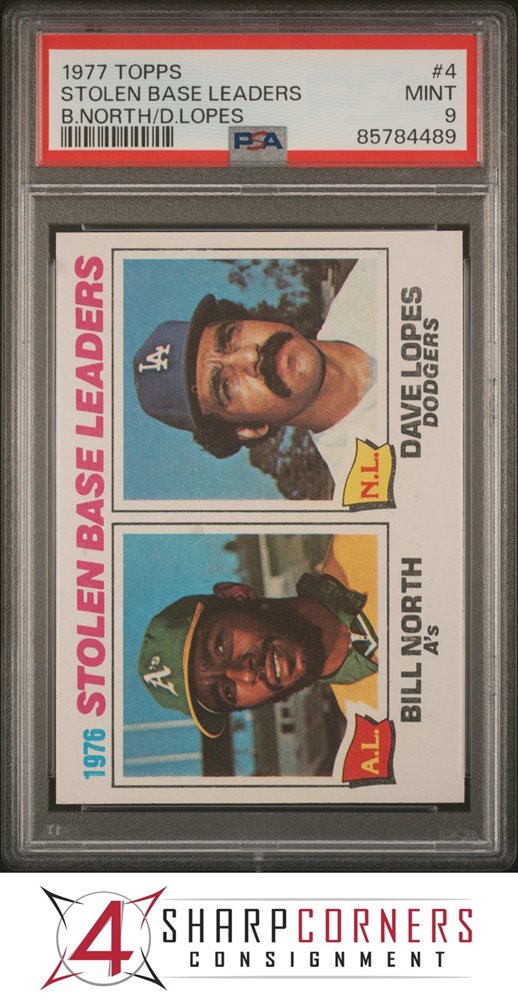 1977 TOPPS #4
STOLEN BASE LEADERS MINT
B.NORTH/D.LOPES 9
PSA 85784489
1976 STOLEN BASE LEADERS
A's
LA
A.L.
BILL NORTH
A's
N.L.
DAVE LOPES
DODGERS
PSA
4 SHARPCORNERS
CONSIGNMENT